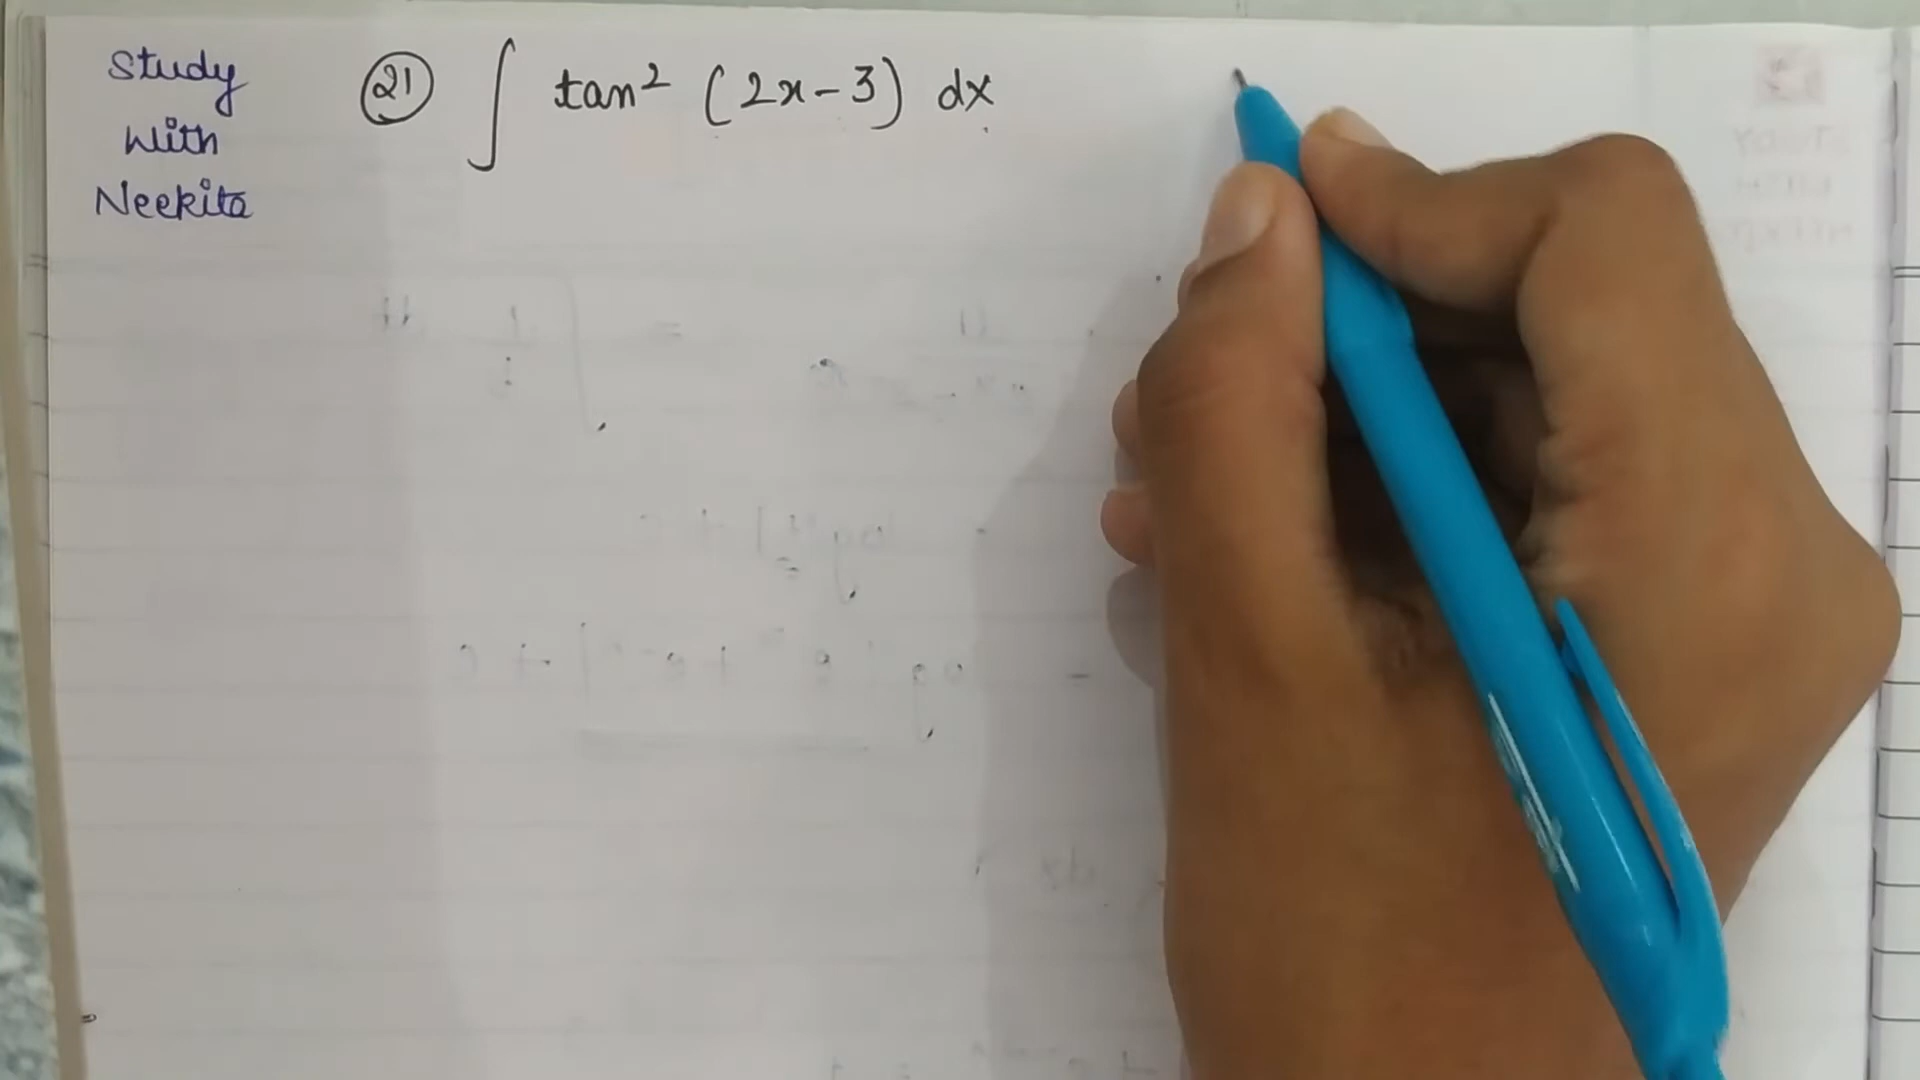 Study
With
Neekita
21 ∫ tan² (2x-3) dx